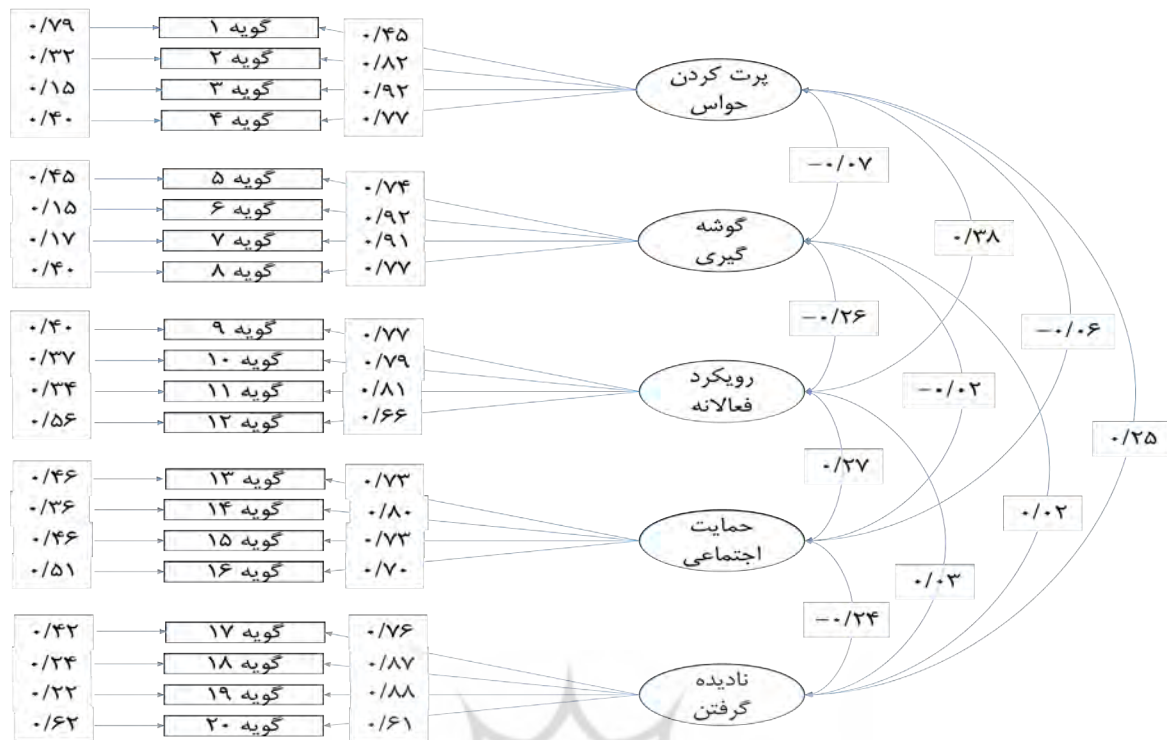 ۰/۷۹ گویه ۱ ۰/۴۵
۰/۳۲ گویه ۲ ۰/۸۲
۰/۱۵ گویه ۳ ۰/۹۲
۰/۴۰ گویه ۴ ۰/۷۷
پرت کردن
حواس
۰/۴۵ گویه ۵ ۰/۷۴
۰/۱۵ گویه ۶ ۰/۹۲
۰/۱۷ گویه ۷ ۰/۹۱
۰/۴۰ گویه ۸ ۰/۷۷
گوشه
گیری
۰/۴۰ گویه ۹ ۰/۷۷
۰/۳۷ گویه ۱۰ ۰/۷۹
۰/۳۴ گویه ۱۱ ۰/۸۱
۰/۵۶ گویه ۱۲ ۰/۶۶
رویکرد
فعالانه
۰/۴۶ گویه ۱۳ ۰/۷۳
۰/۳۶ گویه ۱۴ ۰/۸۰
۰/۴۶ گویه ۱۵ ۰/۷۳
۰/۵۱ گویه ۱۶ ۰/۷۰
حمایت
اجتماعی
۰/۴۲ گویه ۱۷ ۰/۷۶
۰/۲۴ گویه ۱۸ ۰/۸۷
۰/۲۲ گویه ۱۹ ۰/۸۸
۰/۶۲ گویه ۲۰ ۰/۶۱
نادیده
گرفتن
−۰/۰۷
۰/۳۸
−۰/۲۶
−۰/۰۶
−۰/۰۲
۰/۲۵
۰/۲۷
۰/۰۲
۰/۰۳
−۰/۲۴